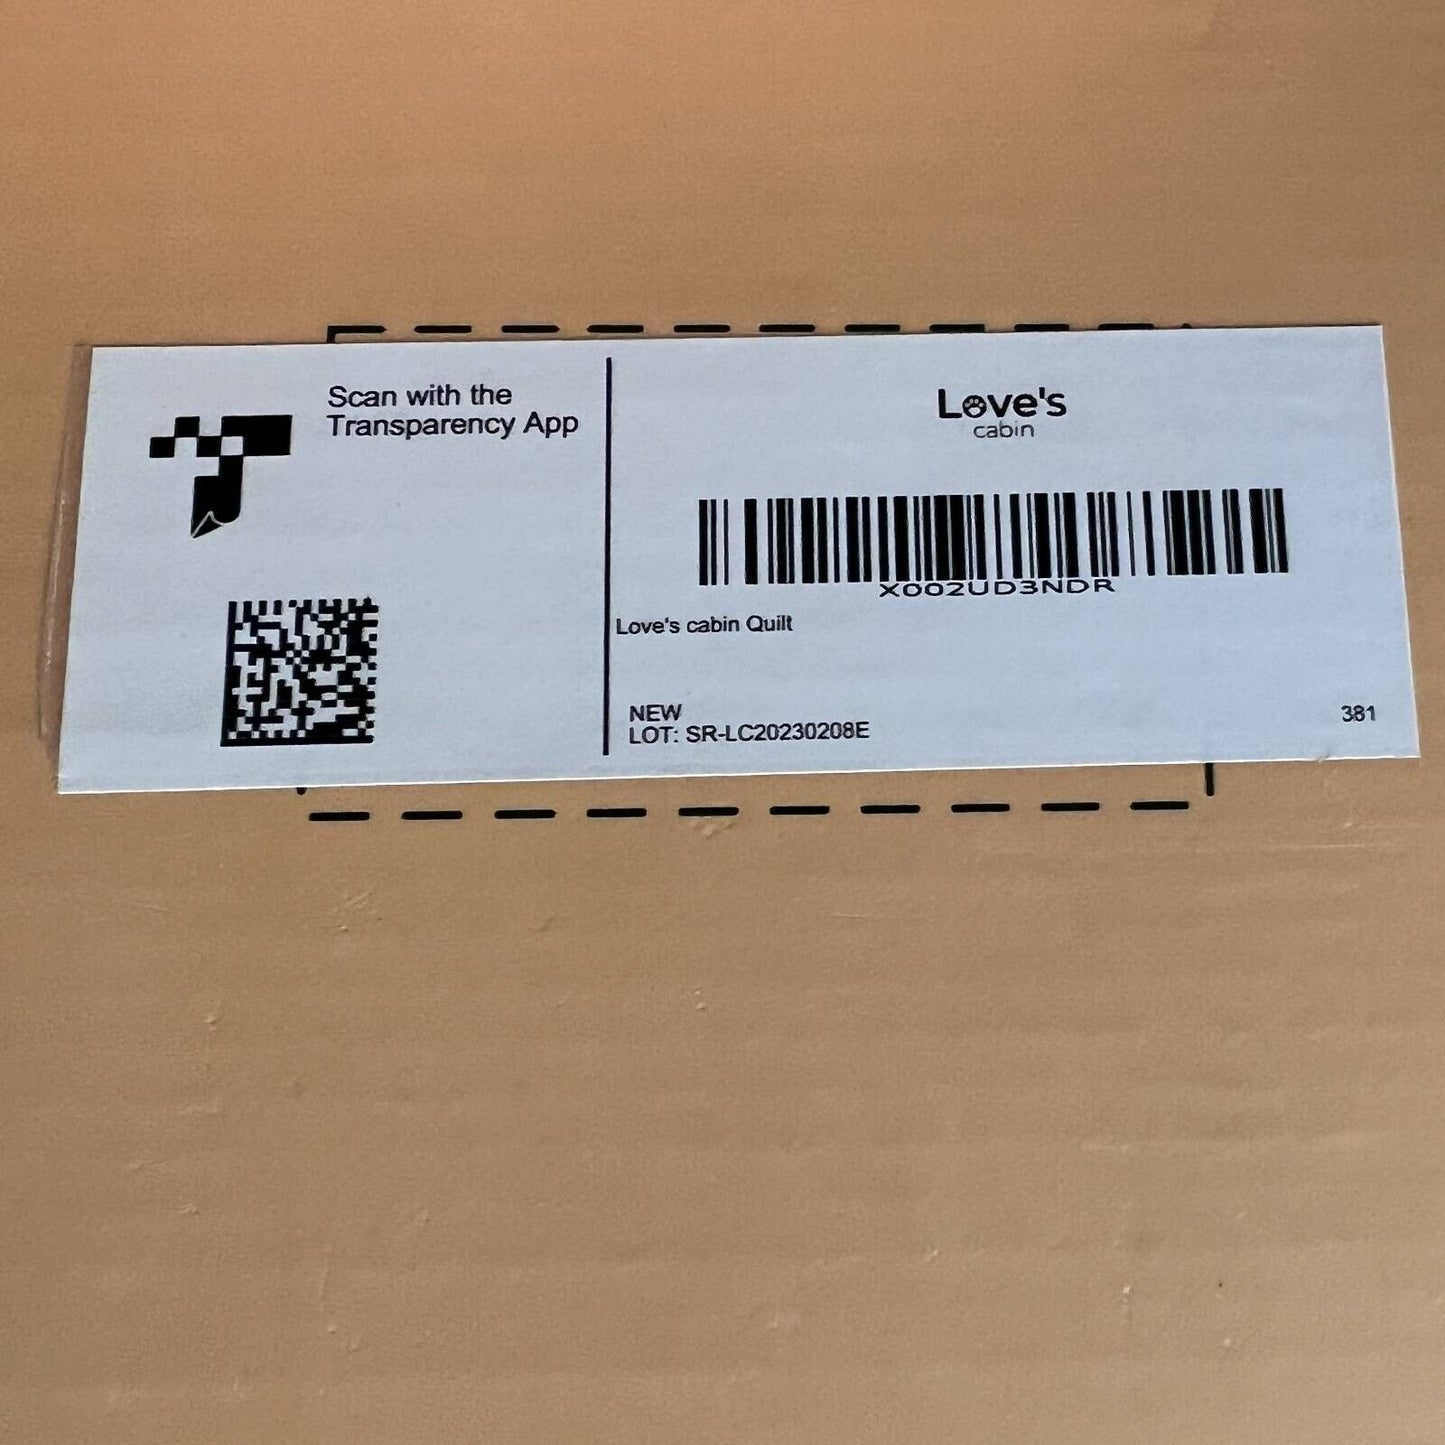 Scan with the
Transparency App
Love's
cabin
X002UD3NDR
Love's cabin Quilt
NEW
LOT: SR-LC20230208E
381